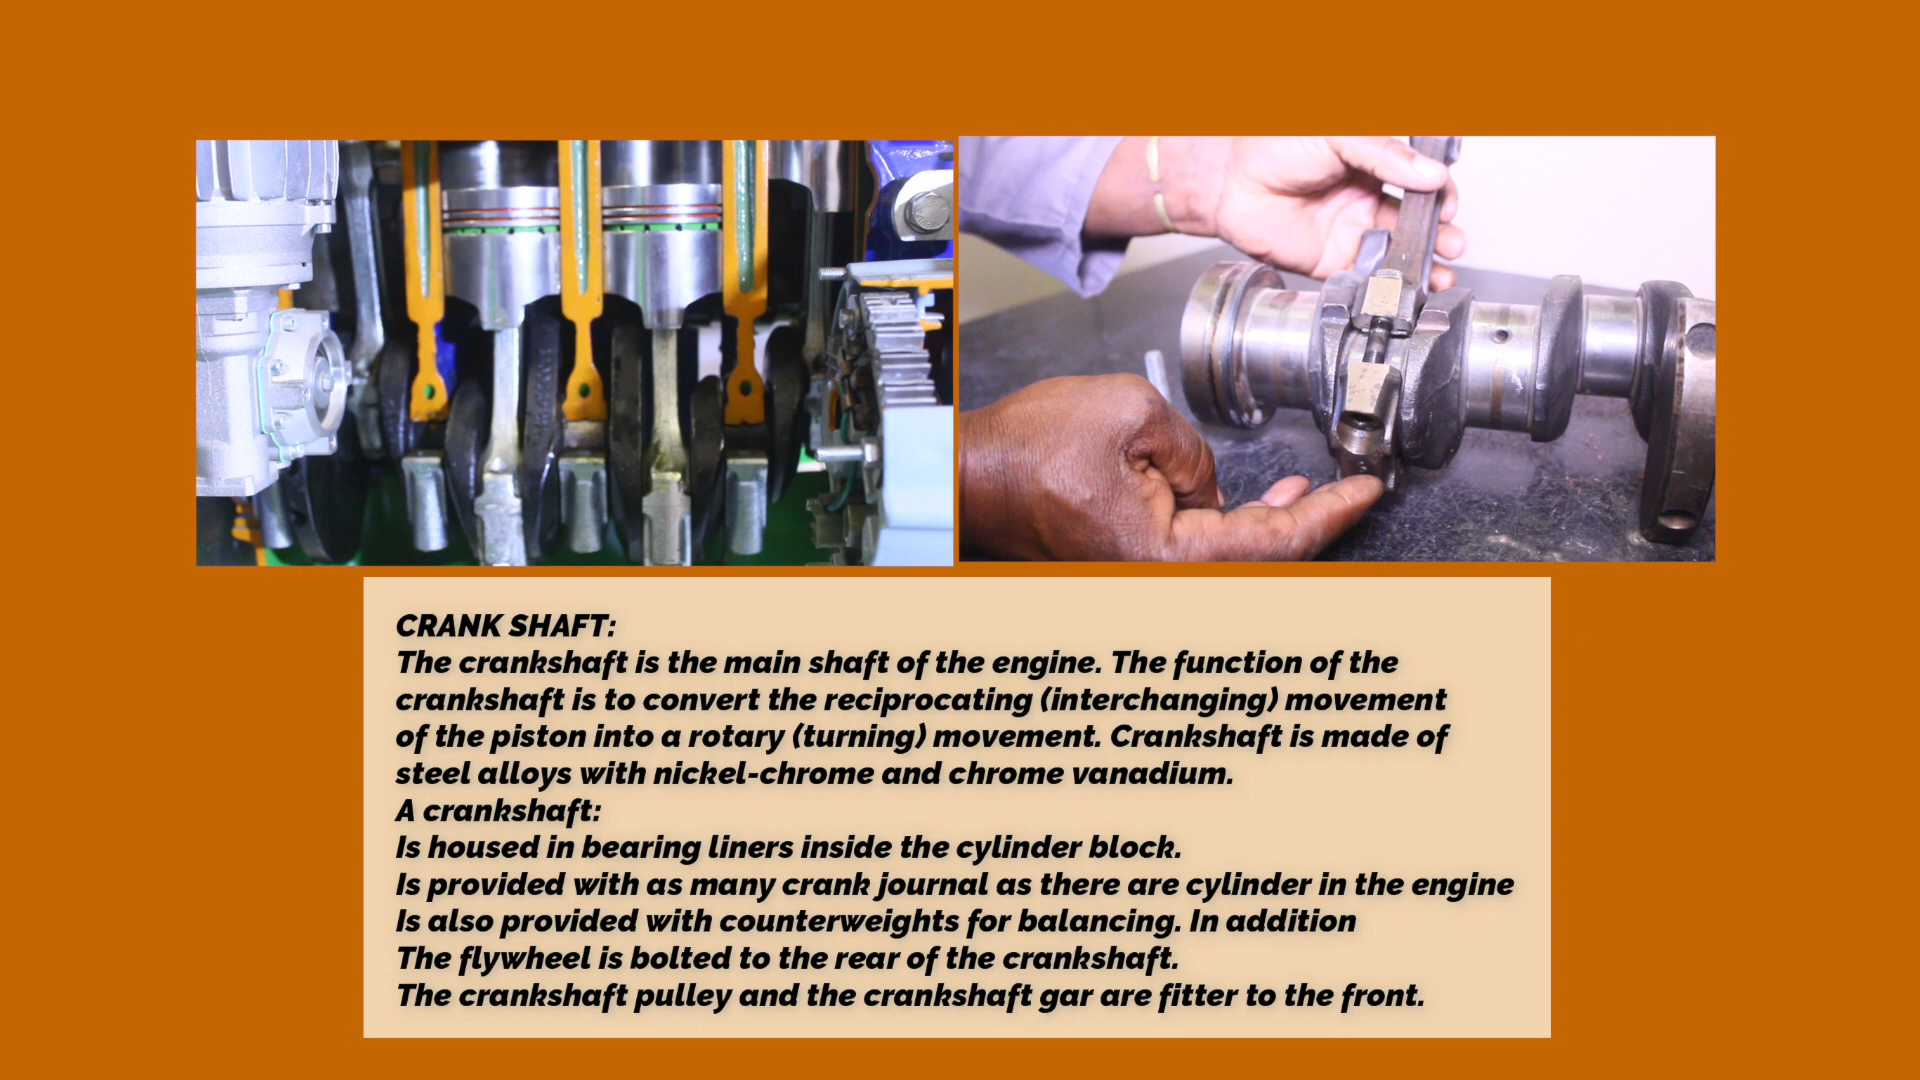 CRANK SHAFT:
The crankshaft is the main shaft of the engine. The function of the
crankshaft is to convert the reciprocating (interchanging) movement
of the piston into a rotary (turning) movement. Crankshaft is made of
steel alloys with nickel-chrome and chrome vanadium.
A crankshaft:
Is housed in bearing liners inside the cylinder block.
Is provided with as many crank journal as there are cylinder in the engine
Is also provided with counterweights for balancing. In addition
The flywheel is bolted to the rear of the crankshaft.
The crankshaft pulley and the crankshaft gar are fitter to the front.